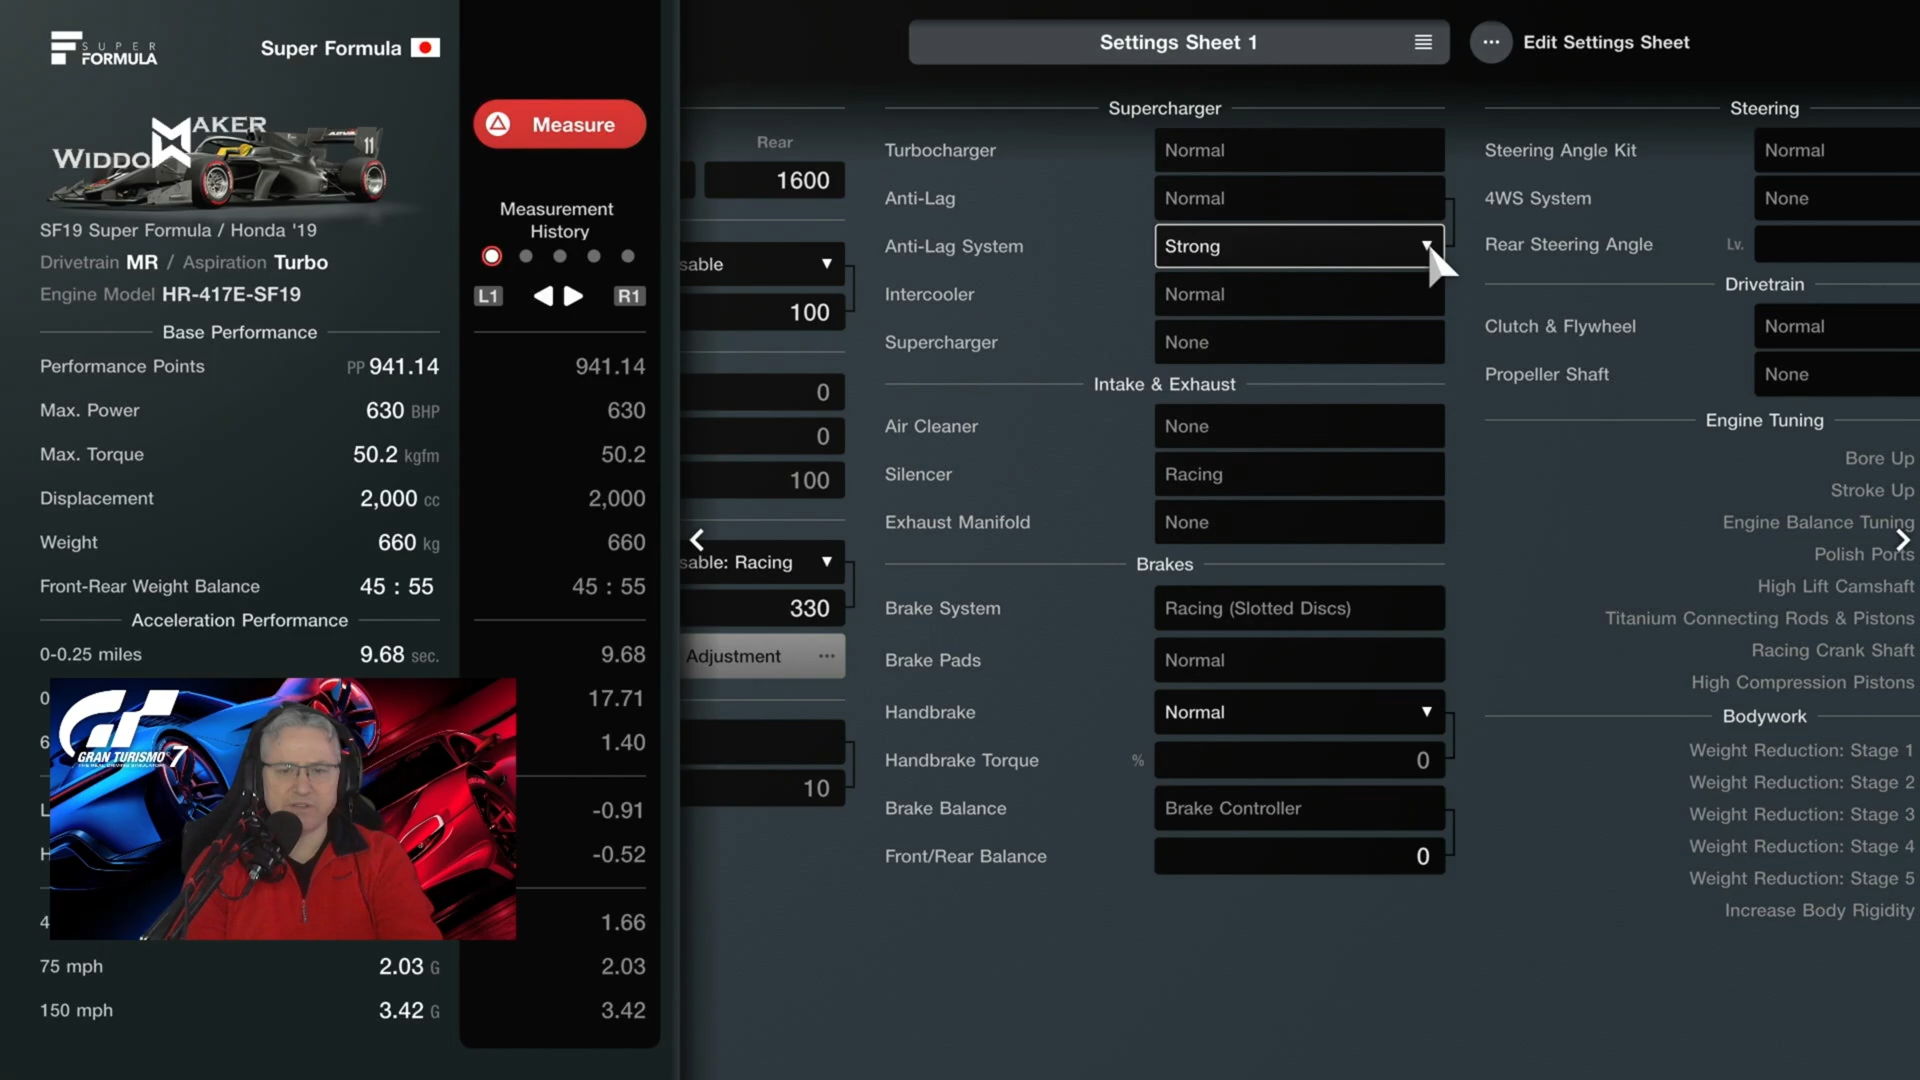 SUPER
FORMULA
Super Formula
AKER
WIDDO
11
SF19 Super Formula / Honda '19
Drivetrain MR / Aspiration Turbo
Engine Model HR-417E-SF19
Base Performance
Performance Points PP 941.14
Max. Power 630 BHP
Max. Torque 50.2 kgfm
Displacement 2,000 cc
Weight 660 kg
Front-Rear Weight Balance 45 : 55
Acceleration Performance
0-0.25 miles 9.68 sec.
0
6
L
H
4
75 mph 2.03 G
150 mph 3.42 G
GT
GRAN TURISMO 7
Measure
Measurement
History
L1 R1
941.14
630
50.2
2,000
660
45 : 55
9.68
17.71
1.40
-0.91
-0.52
1.66
2.03
3.42
Settings Sheet 1
Edit Settings Sheet
Rear
1600
sable
100
0
0
100
sable: Racing
330
Adjustment
10
Supercharger
Turbocharger Normal
Anti-Lag Normal
Anti-Lag System Strong
Intercooler Normal
Supercharger None
Intake & Exhaust
Air Cleaner None
Silencer Racing
Exhaust Manifold None
Brakes
Brake System Racing (Slotted Discs)
Brake Pads Normal
Handbrake Normal
Handbrake Torque % 0
Brake Balance Brake Controller
Front/Rear Balance 0
Steering
Steering Angle Kit Normal
4WS System None
Rear Steering Angle Lv.
Drivetrain
Clutch & Flywheel Normal
Propeller Shaft None
Engine Tuning
Bore Up
Stroke Up
Engine Balance Tuning
Polish Ports
High Lift Camshaft
Titanium Connecting Rods & Pistons
Racing Crank Shaft
High Compression Pistons
Bodywork
Weight Reduction: Stage 1
Weight Reduction: Stage 2
Weight Reduction: Stage 3
Weight Reduction: Stage 4
Weight Reduction: Stage 5
Increase Body Rigidity